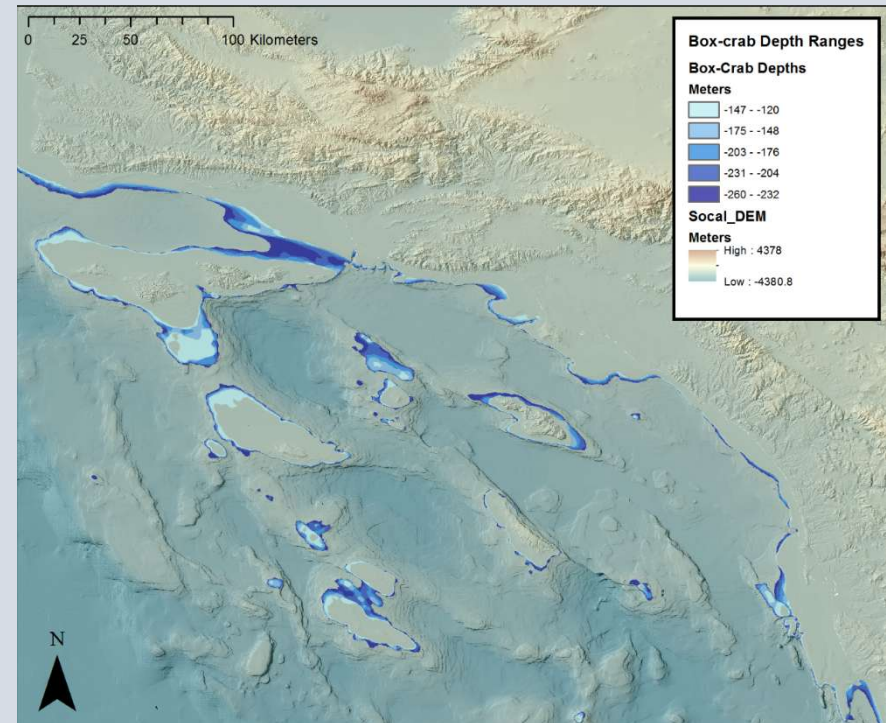 0 25 50 100 Kilometers
Box-crab Depth Ranges
Box-Crab Depths
Meters
-147 - -120
-175 - -148
-203 - -176
-231 - -204
-260 - -232
Socal_DEM
Meters
High : 4378
Low : -4380.8
N